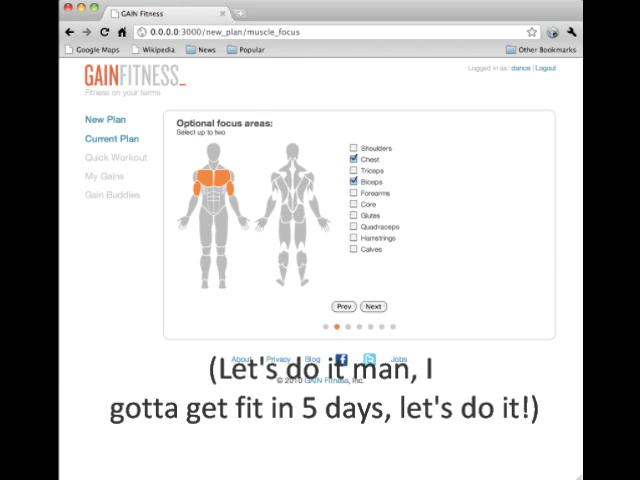 GAIN Fitness
0.0.0.0:3000/new_plan/muscle_focus
Google Maps
Wikipedia
News
Popular
Other Bookmarks
GAINFITNESS_
Fitness on your terms
Logged in as: dance | Logout
New Plan
Current Plan
Quick Workout
My Gains
Gain Buddies
Optional focus areas:
Select up to two
Shoulders
Chest
Triceps
Biceps
Forearms
Core
Glutes
Quadraceps
Hamstrings
Calves
Prev
Next
About
Privacy
Blog
Jobs
© 2010 GAIN Fitness, Inc.
(Let's do it man, I
gotta get fit in 5 days, let's do it!)